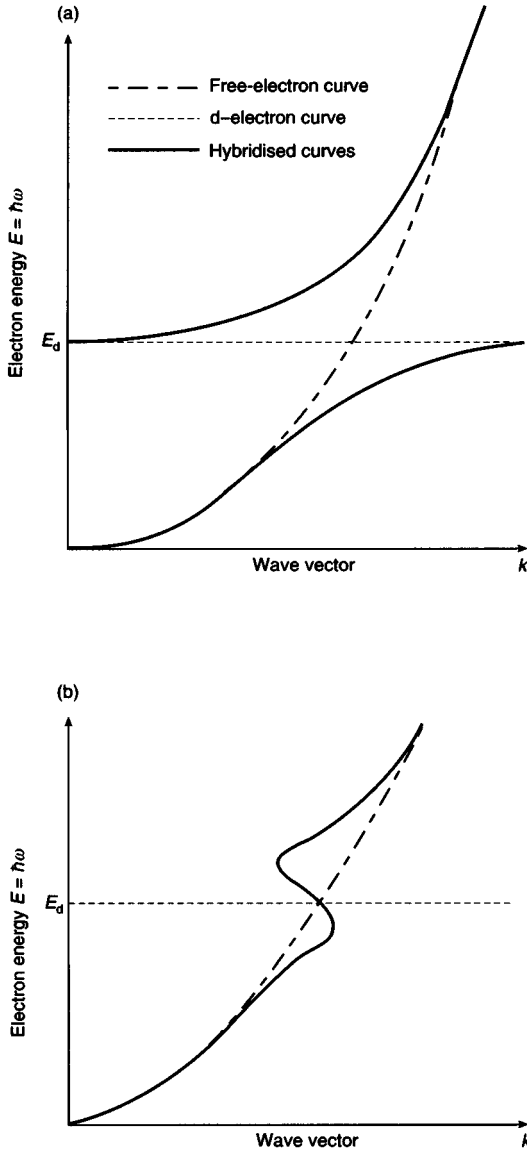 (a)
Free-electron curve
d–electron curve
Hybridised curves
Electron energy E = ħω
E_d
Wave vector
k
(b)
Electron energy E = ħω
E_d
Wave vector
k